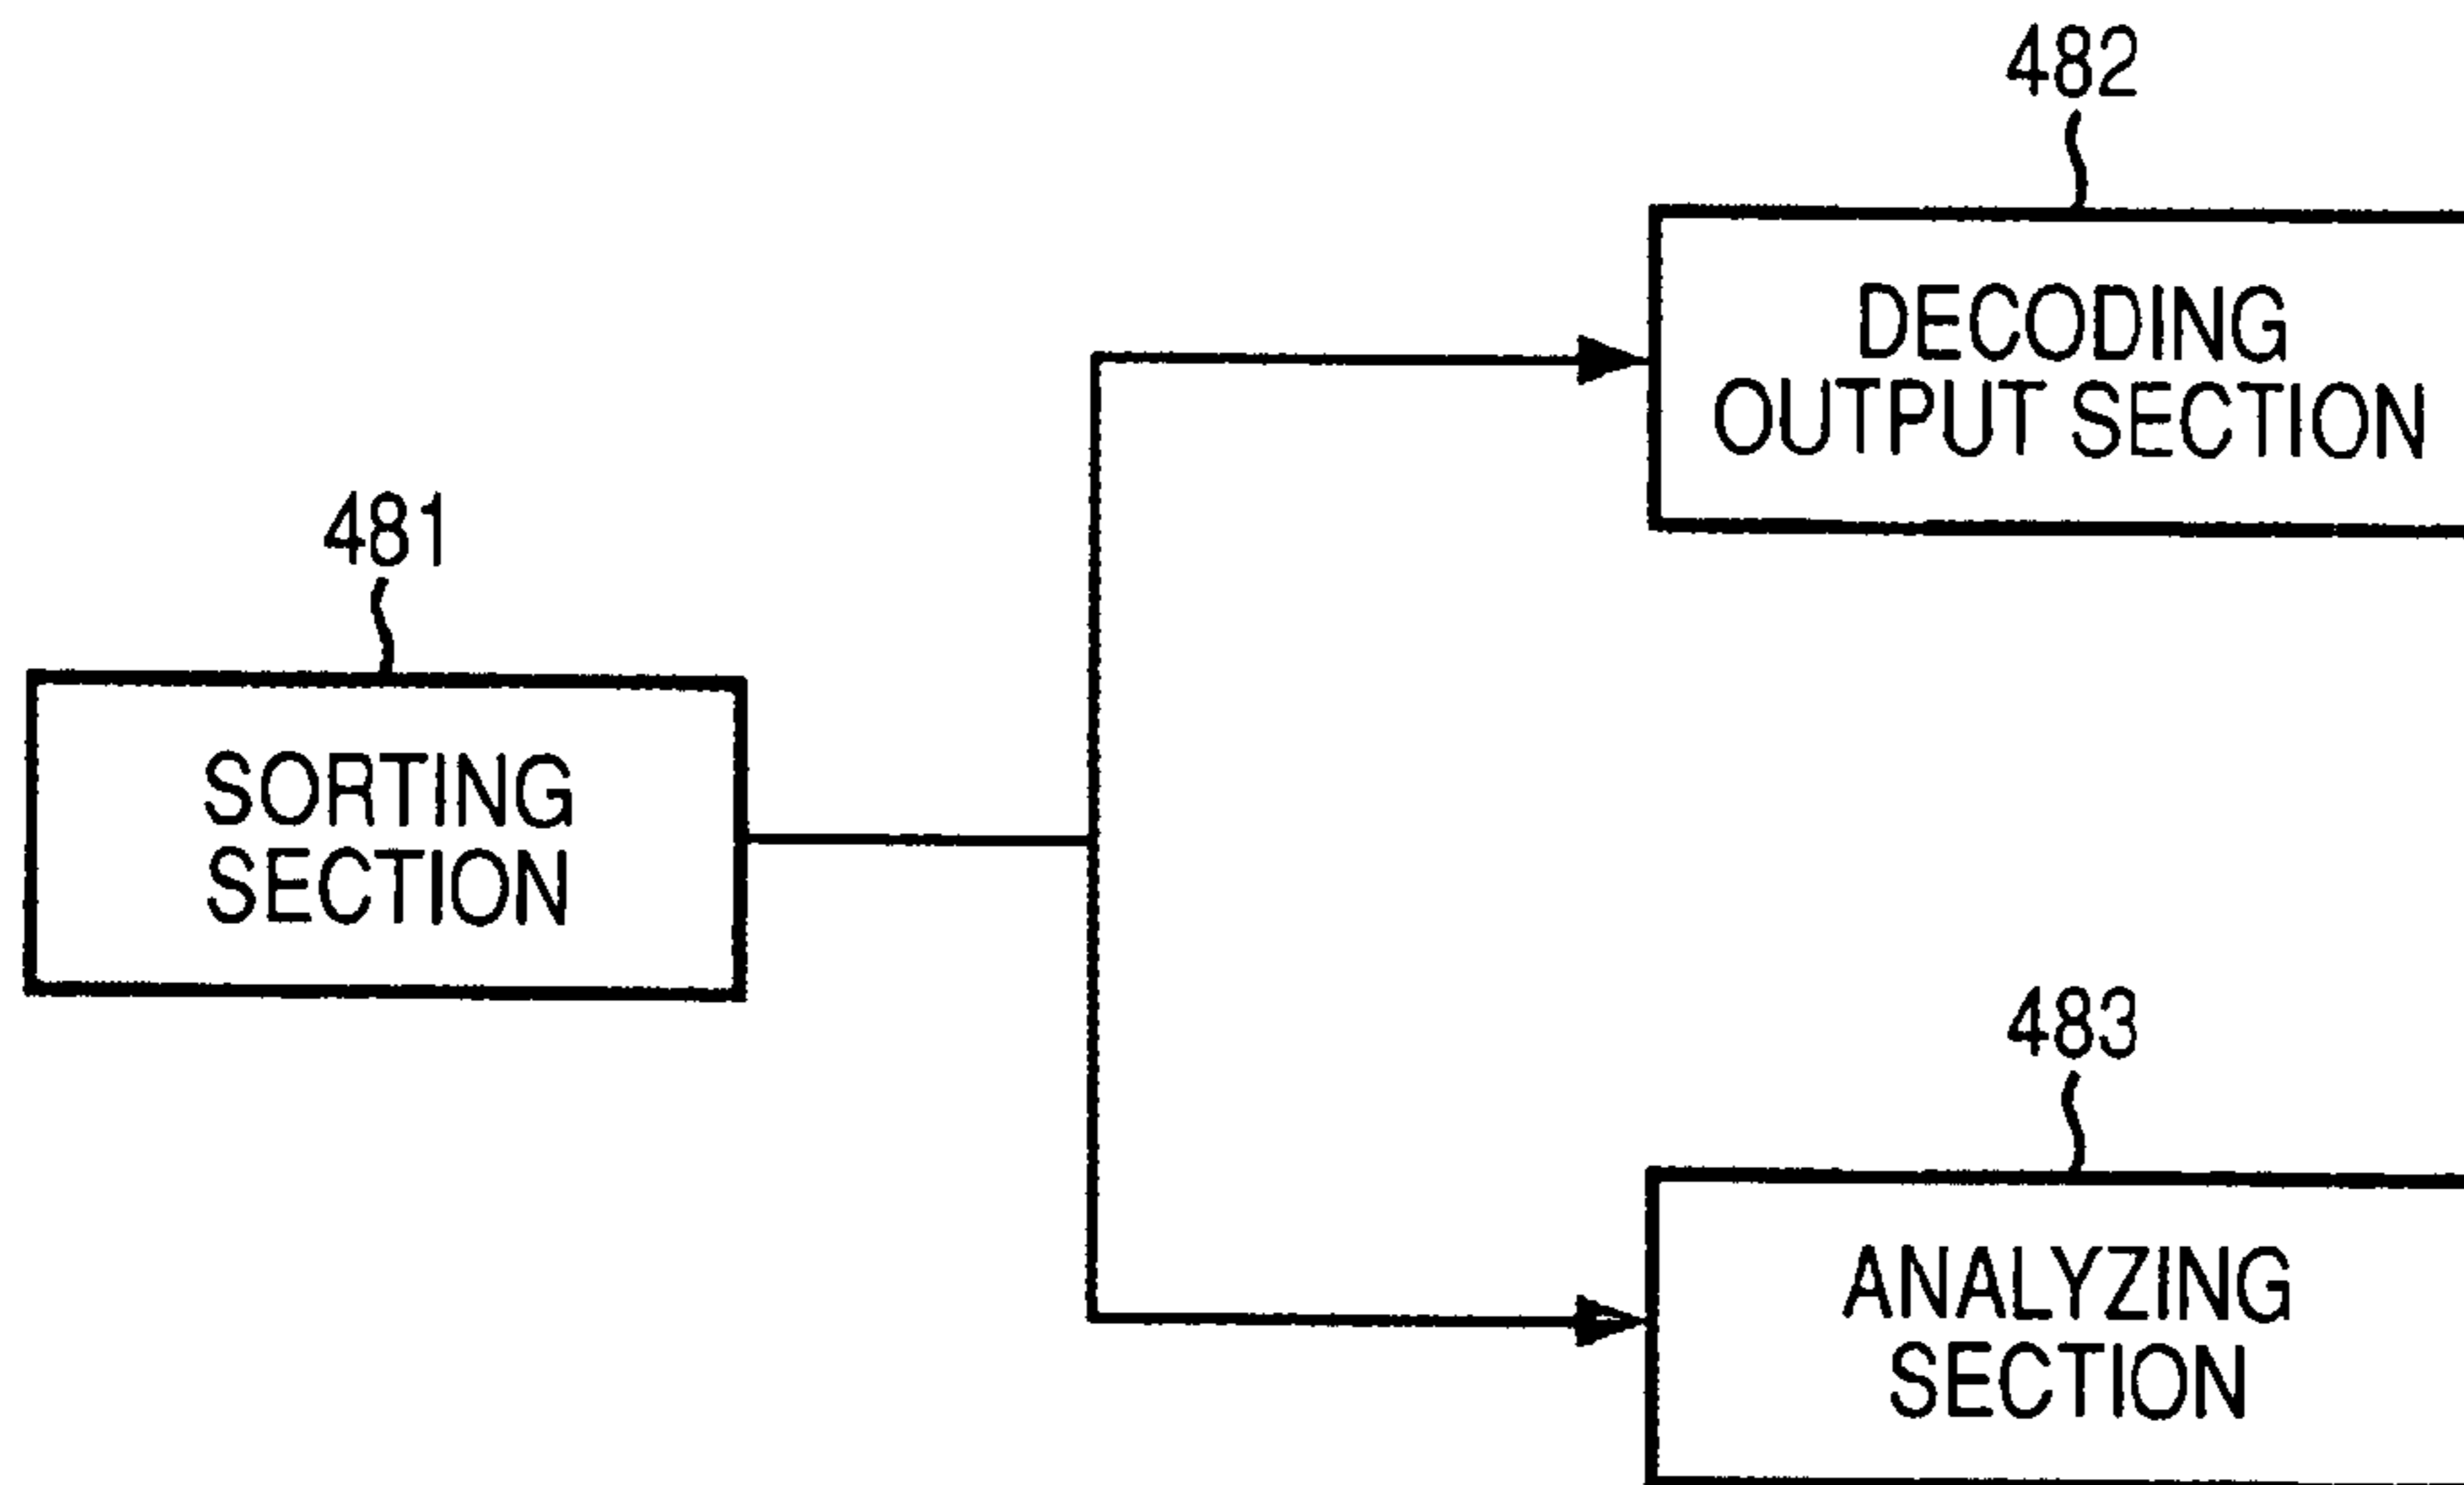 482
DECODING
OUTPUT SECTION
481
SORTING
SECTION
483
ANALYZING
SECTION